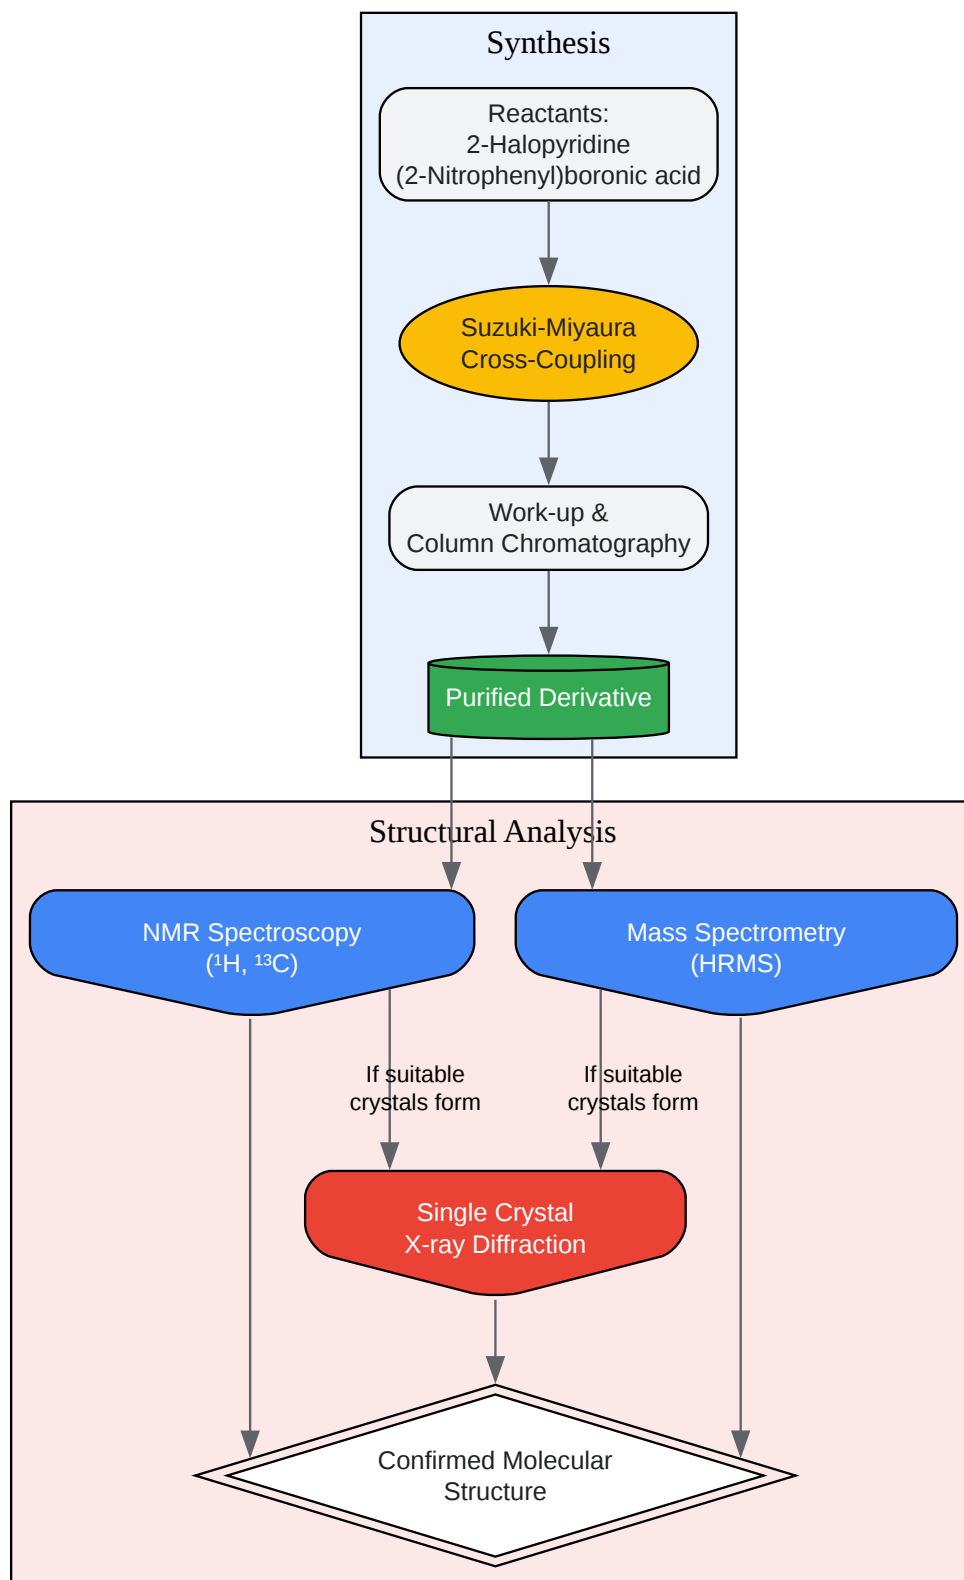 Synthesis
Reactants:
2-Halopyridine
(2-Nitrophenyl)boronic acid
Suzuki-Miyaura
Cross-Coupling
Work-up &
Column Chromatography
Purified Derivative
Structural Analysis
NMR Spectroscopy
(¹H, ¹³C)
Mass Spectrometry
(HRMS)
If suitable
crystals form
If suitable
crystals form
Single Crystal
X-ray Diffraction
Confirmed Molecular
Structure